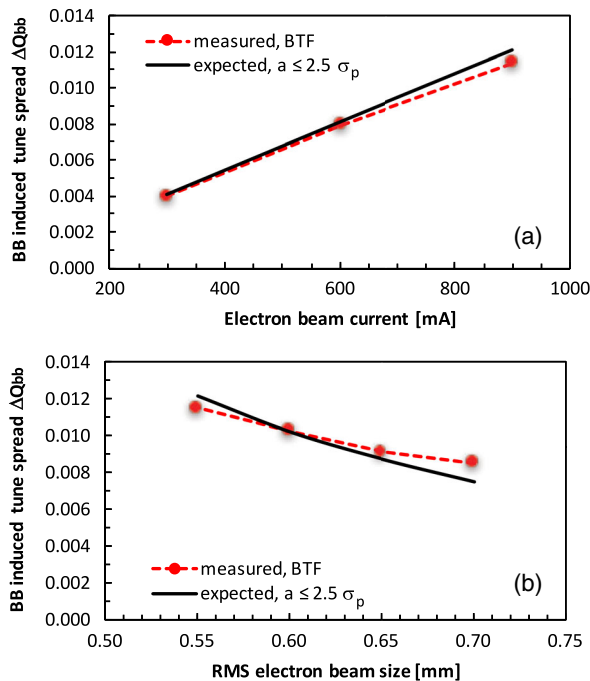 0.014
0.012
0.010
0.008
0.006
0.004
0.002
0.000
BB induced tune spread ΔQbb
measured, BTF
expected, a ≤ 2.5 σp
(a)
200 400 600 800 1000
Electron beam current [mA]
0.014
0.012
0.010
0.008
0.006
0.004
0.002
0.000
BB induced tune spread ΔQbb
measured, BTF
expected, a ≤ 2.5 σp
(b)
0.50 0.55 0.60 0.65 0.70 0.75
RMS electron beam size [mm]